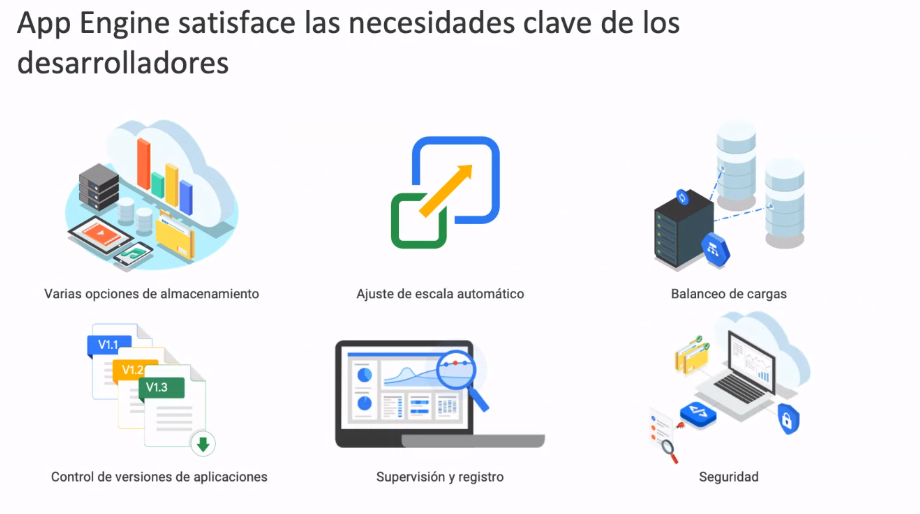 App Engine satisface las necesidades clave de los
desarrolladores
Varias opciones de almacenamiento
Ajuste de escala automático
Balanceo de cargas
V1.1
V1.2
V1.3
Control de versiones de aplicaciones
Supervisión y registro
Seguridad